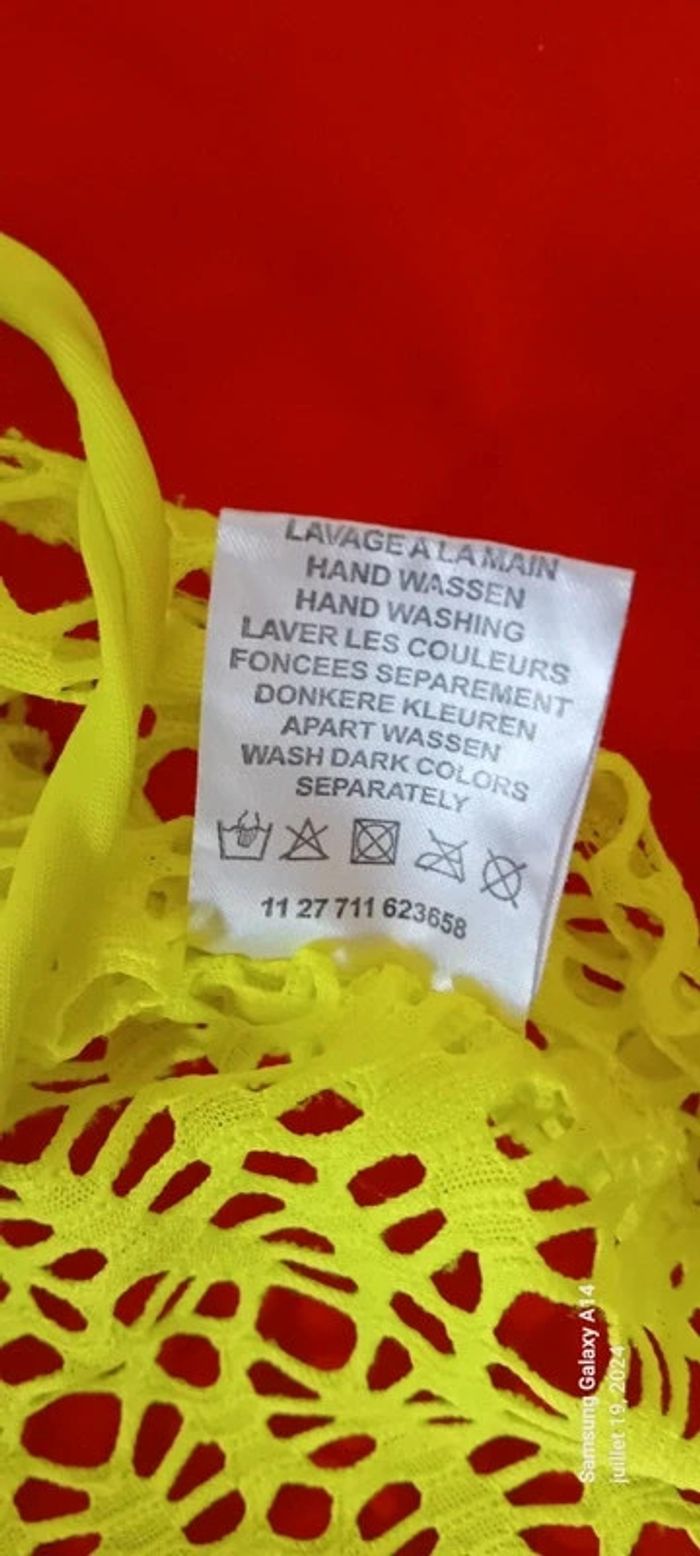 LAVAGE A LA MAIN
HAND WASSEN
HAND WASHING
LAVER LES COULEURS
FONCEES SEPAREMENT
DONKERE KLEUREN
APART WASSEN
WASH DARK COLORS
SEPARATELY
11 27 711 623658
Samsung Galaxy A14
juillet 19, 2024